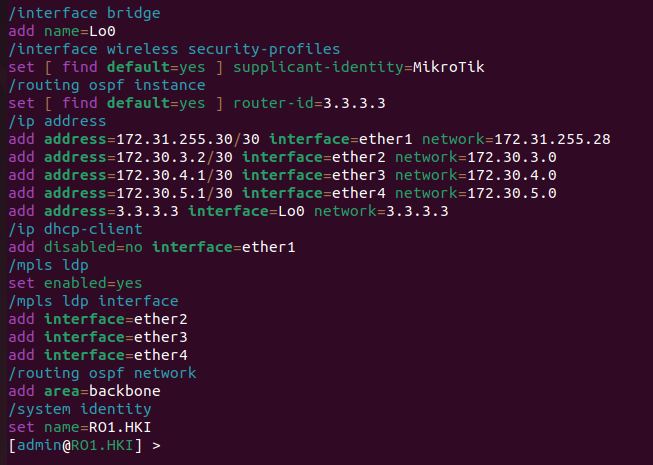 /interface bridge
add name=Lo0
/interface wireless security-profiles
set [ find default=yes ] supplicant-identity=MikroTik
/routing ospf instance
set [ find default=yes ] router-id=3.3.3.3
/ip address
add address=172.31.255.30/30 interface=ether1 network=172.31.255.28
add address=172.30.3.2/30 interface=ether2 network=172.30.3.0
add address=172.30.4.1/30 interface=ether3 network=172.30.4.0
add address=172.30.5.1/30 interface=ether4 network=172.30.5.0
add address=3.3.3.3 interface=Lo0 network=3.3.3.3
/ip dhcp-client
add disabled=no interface=ether1
/mpls ldp
set enabled=yes
/mpls ldp interface
add interface=ether2
add interface=ether3
add interface=ether4
/routing ospf network
add area=backbone
/system identity
set name=RO1.HKI
[admin@RO1.HKI] >